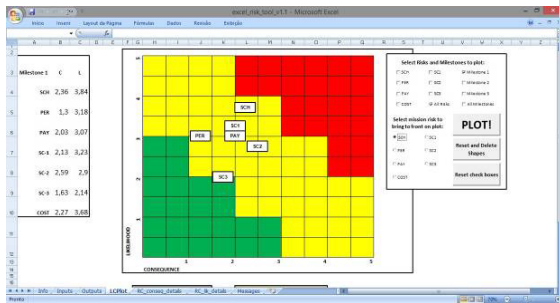 excel_risk_tool_v1.1 - Microsoft Excel
Início Inserir Layout da Página Fórmulas Dados Revisão Exibição
A B C D E F G H I J K L M N O P Q R S T U V W X Y
Milestone 1 C L
SCH 2,36 3,84
PER 1,3 3,18
PAY 2,03 3,07
SC-1 2,13 3,23
SC-2 2,59 2,9
SC-3 1,63 2,14
COST 2,27 3,68
LIKELIHOOD
SCH
SC1
PER PAY
SC2
SC3
1 2 3 4 5
CONSEQUENCE
Select Risks and Milestones to plot:
SCH SC1 Milestone 1
PER SC2 Milestone 2
PAY SC3 Milestone 3
COST All Risks All Milestones
Select mission risk to
bring to front on plot:
SCH SC1
PER SC2
PAY SC3
COST
PLOT!
Reset and Delete
Shapes
Reset check boxes
Info Inputs Outputs LCPlot RC_conseq_details RC_lk_details Messages
Pronto